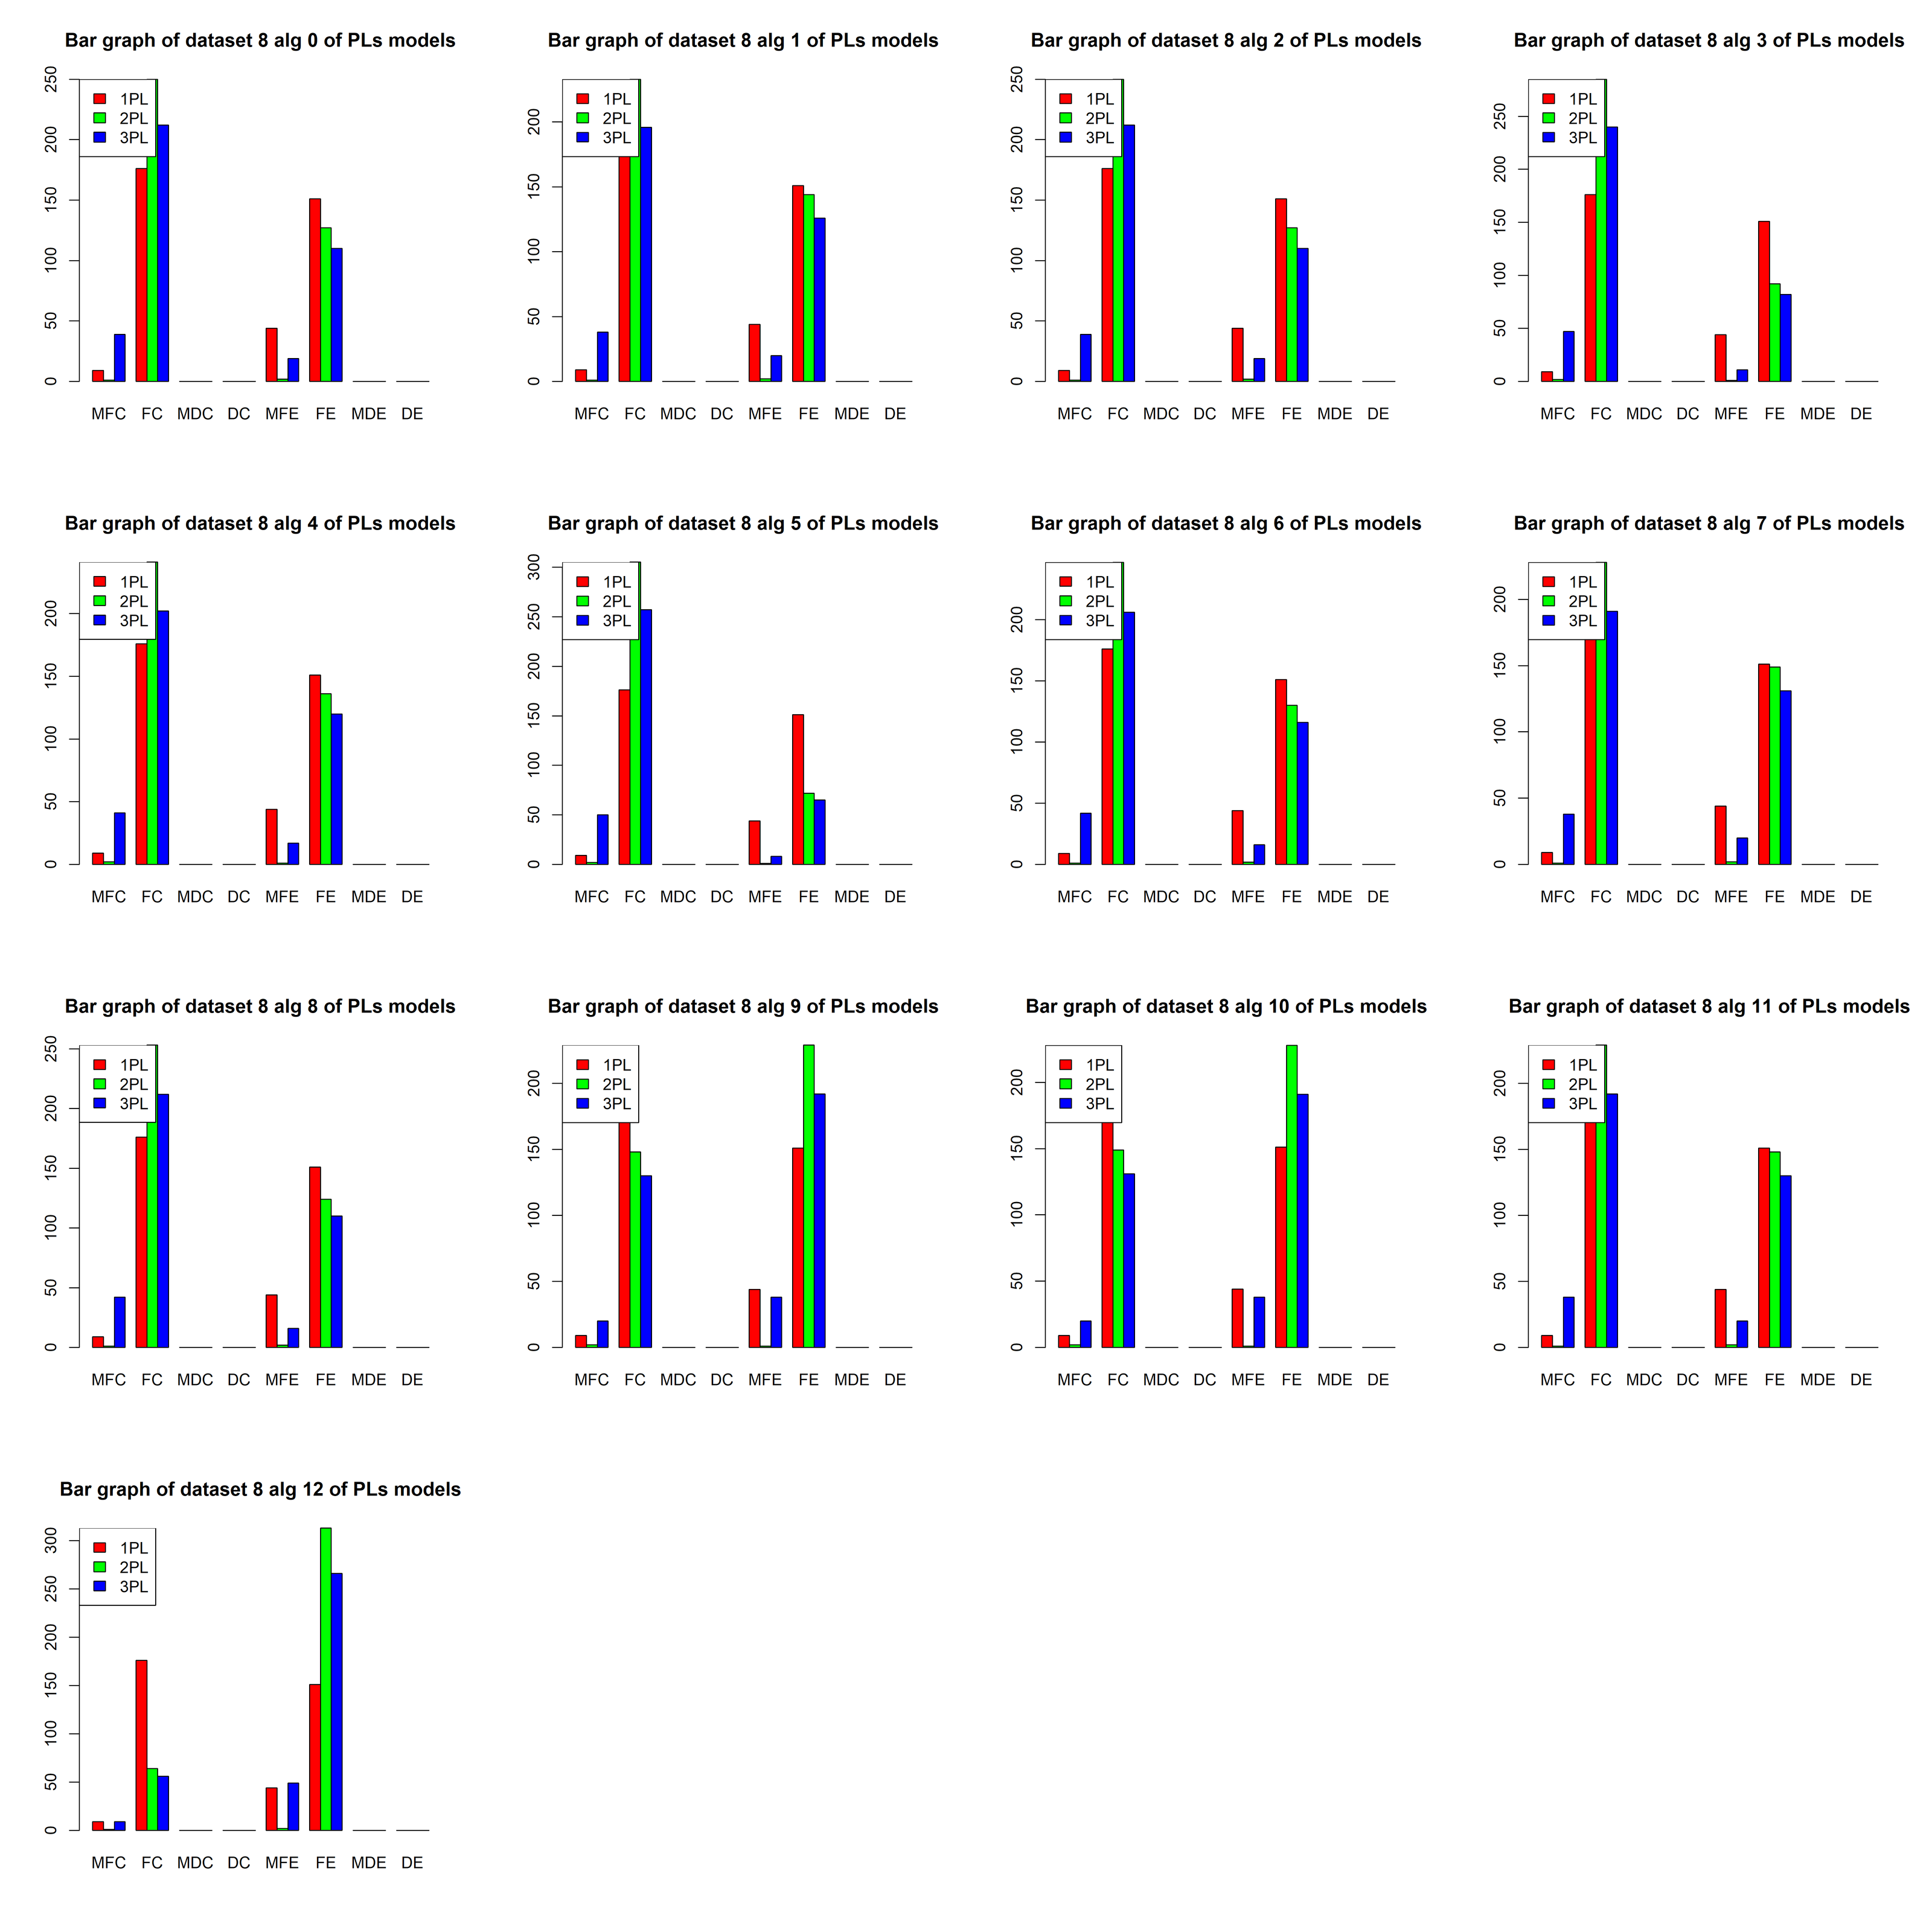 Bar graph of dataset 8 alg 0 of PLs models
1PL
2PL
3PL
0 50 100 150 200 250
MFC FC MDC DC MFE FE MDE DE
Bar graph of dataset 8 alg 1 of PLs models
1PL
2PL
3PL
0 50 100 150 200
MFC FC MDC DC MFE FE MDE DE
Bar graph of dataset 8 alg 2 of PLs models
1PL
2PL
3PL
0 50 100 150 200 250
MFC FC MDC DC MFE FE MDE DE
Bar graph of dataset 8 alg 3 of PLs models
1PL
2PL
3PL
0 50 100 150 200 250
MFC FC MDC DC MFE FE MDE DE
Bar graph of dataset 8 alg 4 of PLs models
1PL
2PL
3PL
0 50 100 150 200
MFC FC MDC DC MFE FE MDE DE
Bar graph of dataset 8 alg 5 of PLs models
1PL
2PL
3PL
0 50 100 150 200 250 300
MFC FC MDC DC MFE FE MDE DE
Bar graph of dataset 8 alg 6 of PLs models
1PL
2PL
3PL
0 50 100 150 200
MFC FC MDC DC MFE FE MDE DE
Bar graph of dataset 8 alg 7 of PLs models
1PL
2PL
3PL
0 50 100 150 200
MFC FC MDC DC MFE FE MDE DE
Bar graph of dataset 8 alg 8 of PLs models
1PL
2PL
3PL
0 50 100 150 200 250
MFC FC MDC DC MFE FE MDE DE
Bar graph of dataset 8 alg 9 of PLs models
1PL
2PL
3PL
0 50 100 150 200
MFC FC MDC DC MFE FE MDE DE
Bar graph of dataset 8 alg 10 of PLs models
1PL
2PL
3PL
0 50 100 150 200
MFC FC MDC DC MFE FE MDE DE
Bar graph of dataset 8 alg 11 of PLs models
1PL
2PL
3PL
0 50 100 150 200
MFC FC MDC DC MFE FE MDE DE
Bar graph of dataset 8 alg 12 of PLs models
1PL
2PL
3PL
0 50 100 150 200 250 300
MFC FC MDC DC MFE FE MDE DE